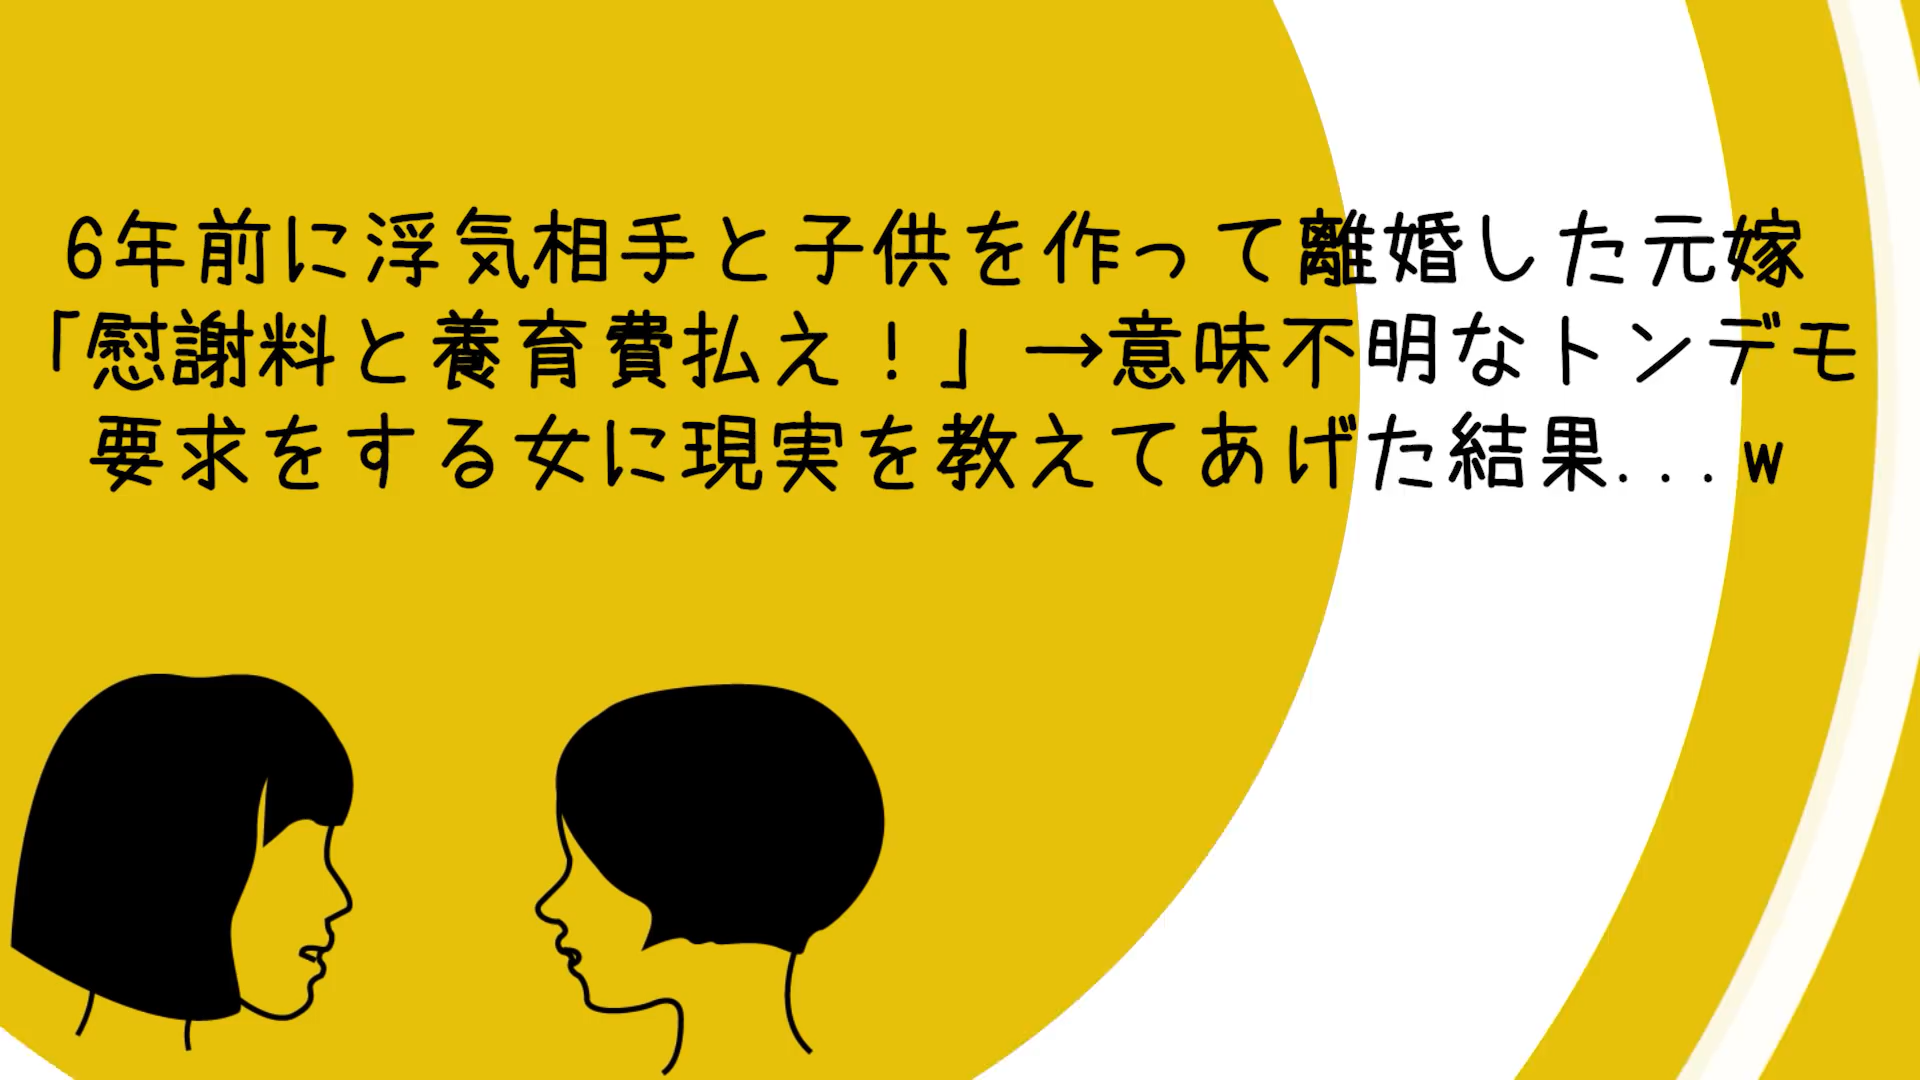 6年前に浮気相手と子供を作って離婚した元嫁
「慰謝料と養育費払え！」→意味不明なトンデモ
要求をする女に現実を教えてあげた結果...w